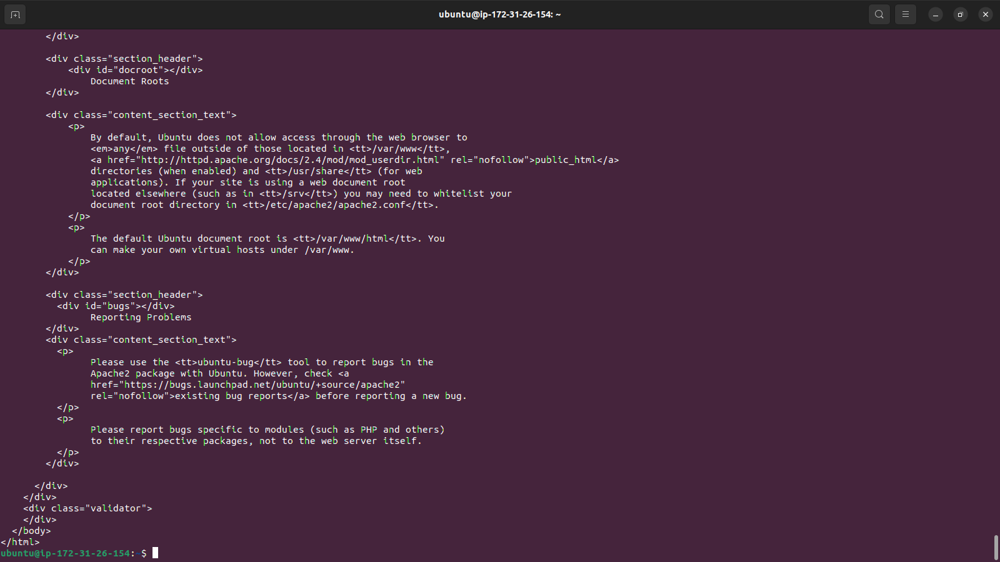 ubuntu@ip-172-31-26-154: ~
</div>
<div class="section_header">
<div id="docroot"></div>
Document Roots
</div>
<div class="content_section_text">
<p>
By default, Ubuntu does not allow access through the web browser to
<em>any</em> file outside of those located in <tt>/var/www</tt>,
<a href="http://httpd.apache.org/docs/2.4/mod/mod_userdir.html" rel="nofollow">public_html</a>
directories (when enabled) and <tt>/usr/share</tt> (for web
applications). If your site is using a web document root
located elsewhere (such as in <tt>/srv</tt>) you may need to whitelist your
document root directory in <tt>/etc/apache2/apache2.conf</tt>.
</p>
<p>
The default Ubuntu document root is <tt>/var/www/html</tt>. You
can make your own virtual hosts under /var/www.
</p>
</div>
<div class="section_header">
<div id="bugs"></div>
Reporting Problems
</div>
<div class="content_section_text">
<p>
Please use the <tt>ubuntu-bug</tt> tool to report bugs in the
Apache2 package with Ubuntu. However, check <a
href="https://bugs.launchpad.net/ubuntu/+source/apache2"
rel="nofollow">existing bug reports</a> before reporting a new bug.
</p>
<p>
Please report bugs specific to modules (such as PHP and others)
to their respective packages, not to the web server itself.
</p>
</div>
</div>
</div>
<div class="validator">
</div>
</body>
</html>
ubuntu@ip-172-31-26-154:~$